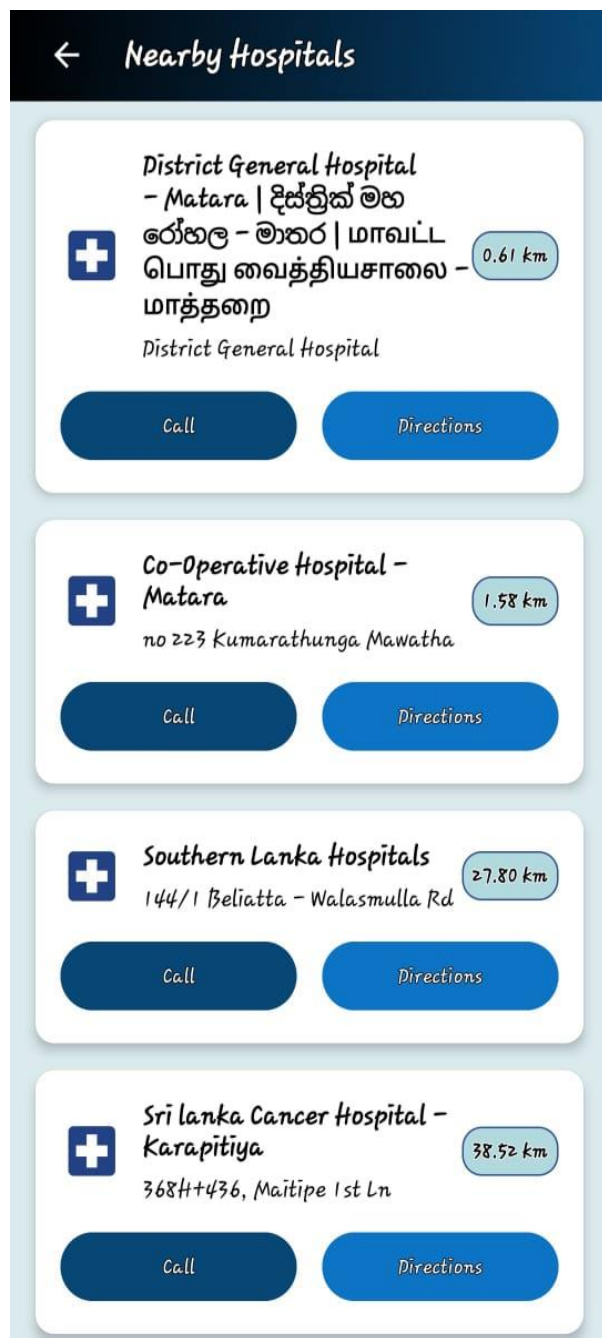 Nearby Hospitals
District General Hospital
- Matara | දිස්ත්‍රික් මහ
රෝහල - මාතර | மாவட்ட
பொது வைத்தியசாலை -
மாத்தறை
0.61 km
District General Hospital
Call
Directions
Co-Operative Hospital -
Matara
1.58 km
no 223 Kumarathunga Mawatha
Call
Directions
Southern Lanka Hospitals
27.80 km
144/1 Beliatta - Walasmulla Rd
Call
Directions
Sri lanka Cancer Hospital -
Karapitiya
38.52 km
368H+436, Maitipe 1st Ln
Call
Directions